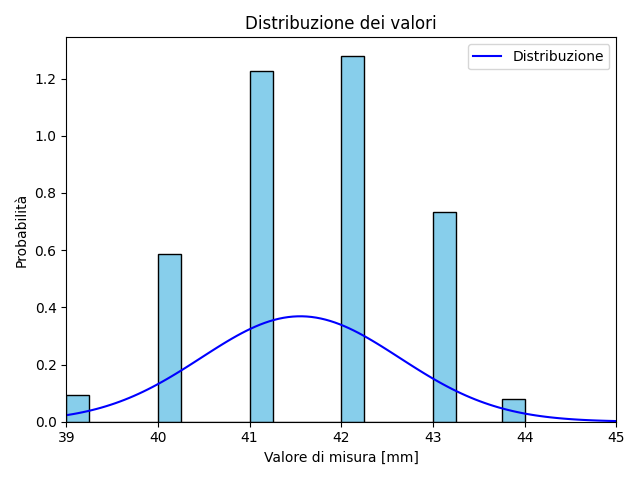 Distribuzione dei valori
Distribuzione
Probabilità
1.2
1.0
0.8
0.6
0.4
0.2
0.0
39 40 41 42 43 44 45
Valore di misura [mm]